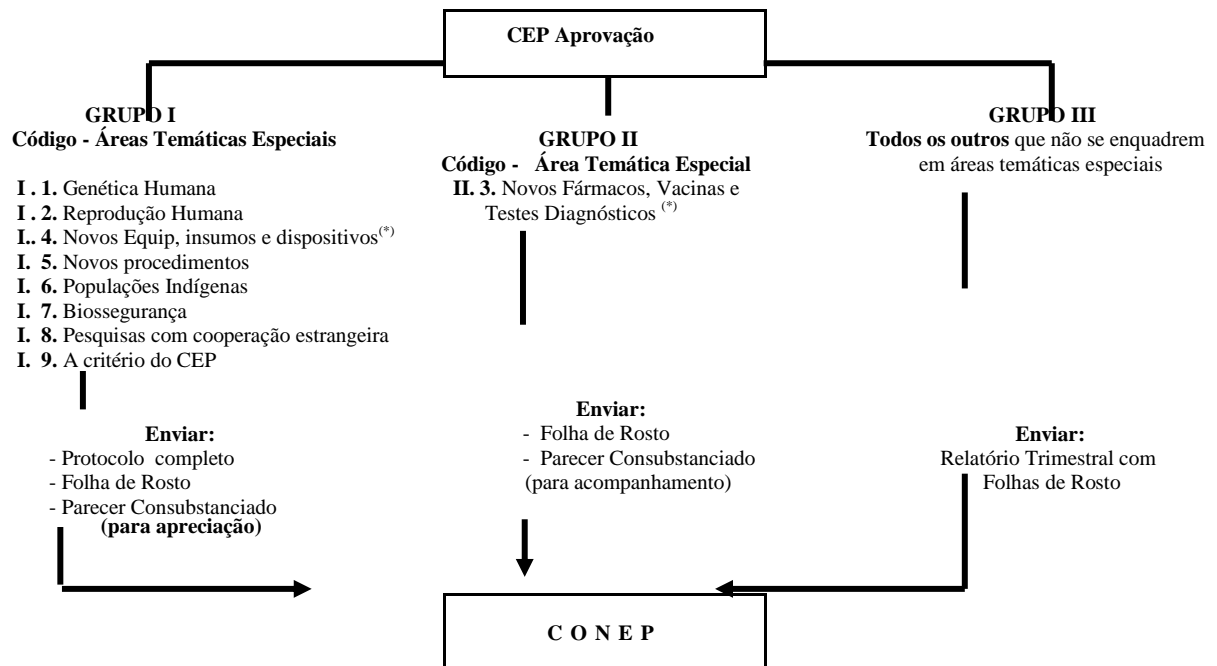 CEP Aprovação
GRUPO I
Código - Áreas Temáticas Especiais
I . 1. Genética Humana
I . 2. Reprodução Humana
I.. 4. Novos Equip, insumos e dispositivos(*)
I. 5. Novos procedimentos
I. 6. Populações Indígenas
I. 7. Biossegurança
I. 8. Pesquisas com cooperação estrangeira
I. 9. A critério do CEP
Enviar:
- Protocolo completo
- Folha de Rosto
- Parecer Consubstanciado
(para apreciação)
GRUPO II
Código - Área Temática Especial
II. 3. Novos Fármacos, Vacinas e
Testes Diagnósticos (*)
Enviar:
- Folha de Rosto
- Parecer Consubstanciado
(para acompanhamento)
GRUPO III
Todos os outros que não se enquadrem
em áreas temáticas especiais
Enviar:
Relatório Trimestral com
Folhas de Rosto
C O N E P